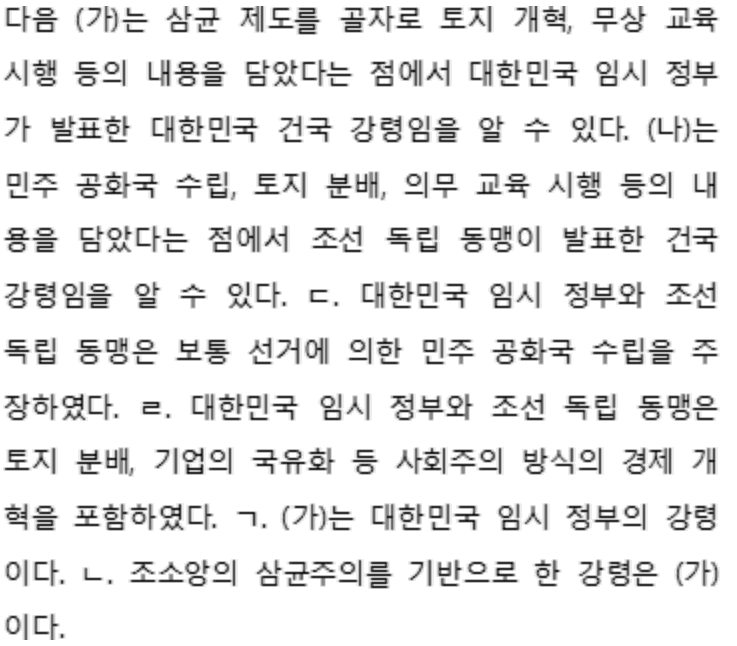 다음 (가)는 삼균 제도를 골자로 토지 개혁, 무상 교육
시행 등의 내용을 담았다는 점에서 대한민국 임시 정부
가 발표한 대한민국 건국 강령임을 알 수 있다. (나)는
민주 공화국 수립, 토지 분배, 의무 교육 시행 등의 내
용을 담았다는 점에서 조선 독립 동맹이 발표한 건국
강령임을 알 수 있다. ㄷ. 대한민국 임시 정부와 조선
독립 동맹은 보통 선거에 의한 민주 공화국 수립을 주
장하였다. ㄹ. 대한민국 임시 정부와 조선 독립 동맹은
토지 분배, 기업의 국유화 등 사회주의 방식의 경제 개
혁을 포함하였다. ㄱ. (가)는 대한민국 임시 정부의 강령
이다. ㄴ. 조소앙의 삼균주의를 기반으로 한 강령은 (가)
이다.